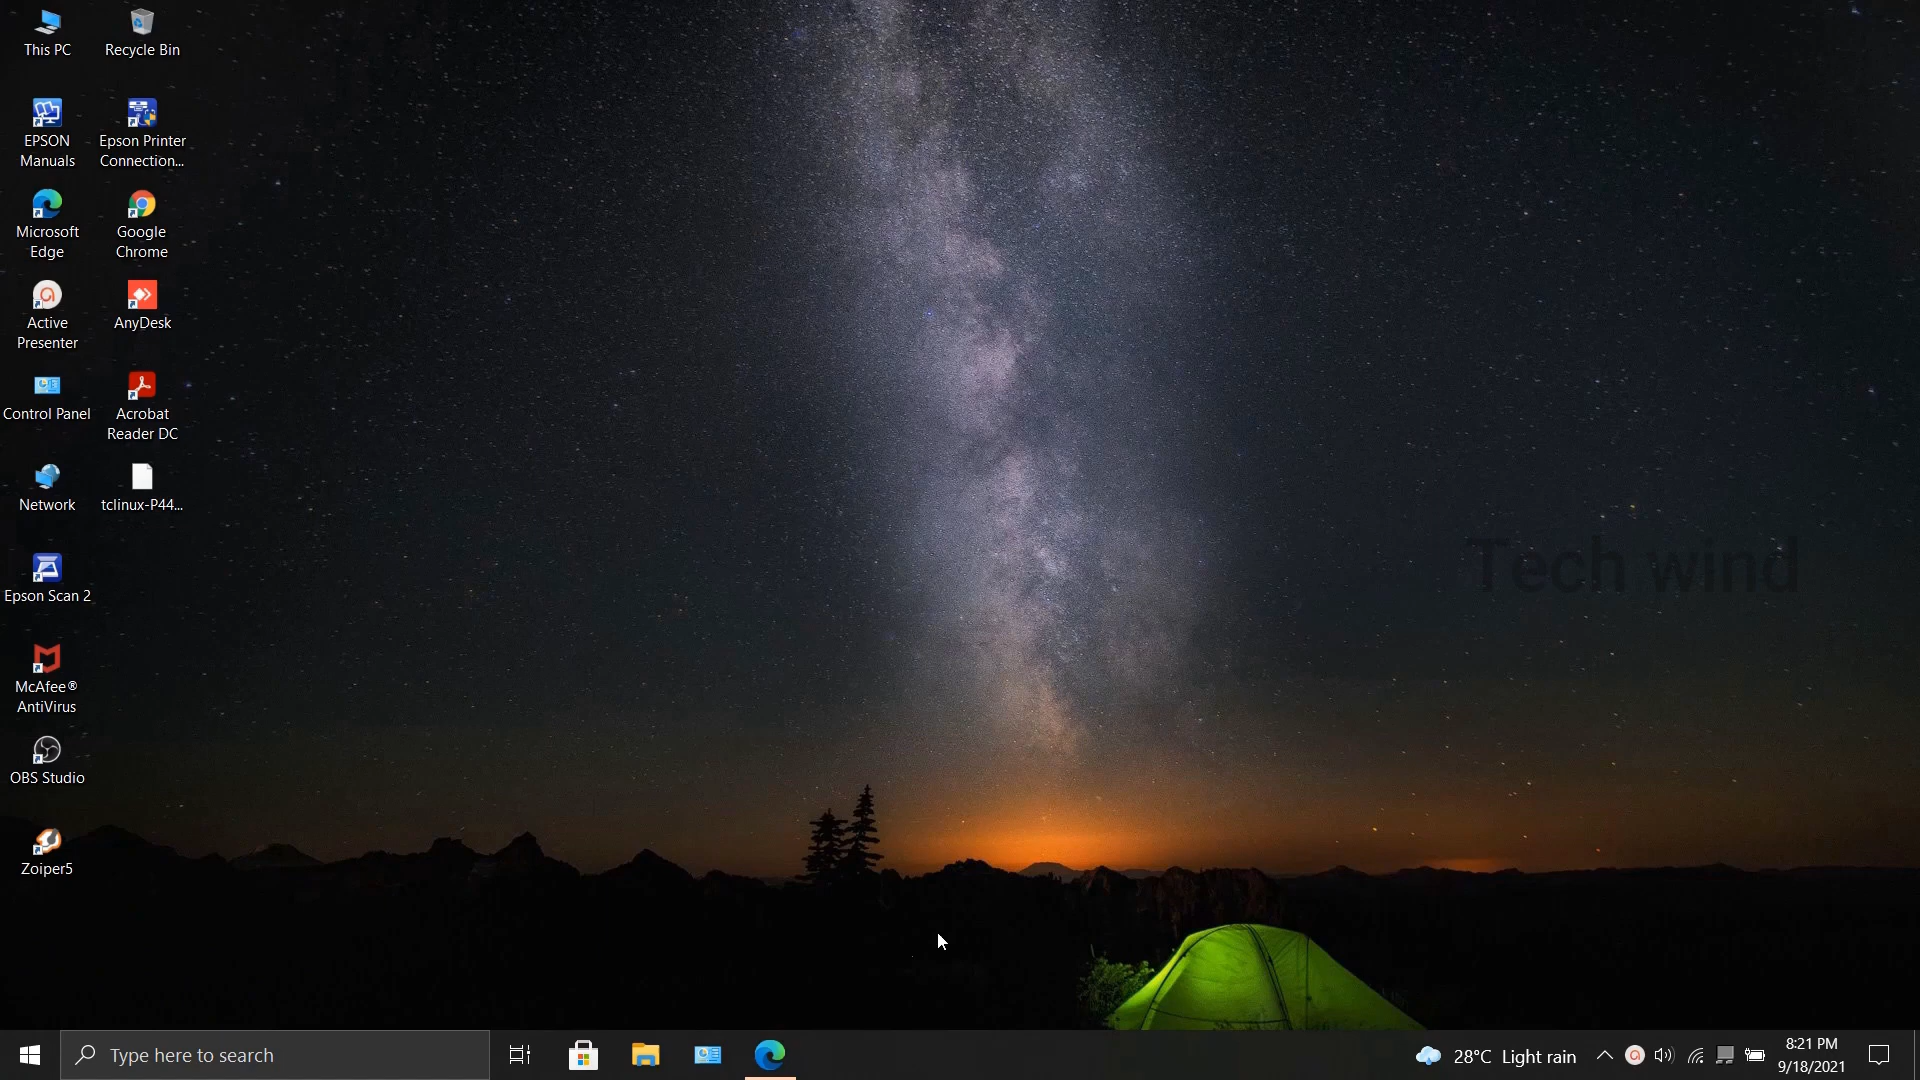 This PC
Recycle Bin
EPSON
Manuals
Epson Printer
Connection...
Microsoft
Edge
Google
Chrome
Active
Presenter
AnyDesk
Control Panel
Acrobat
Reader DC
Network
tclinux-P44...
Epson Scan 2
McAfee®
AntiVirus
OBS Studio
Zoiper5
Tech wind
Type here to search
28°C Light rain
8:21 PM
9/18/2021